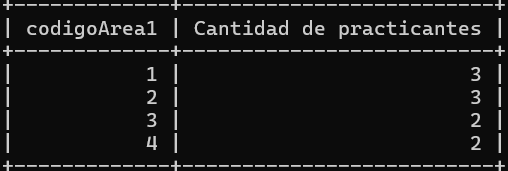 codigoArea1 | Cantidad de practicantes
1 | 3
2 | 3
3 | 2
4 | 2